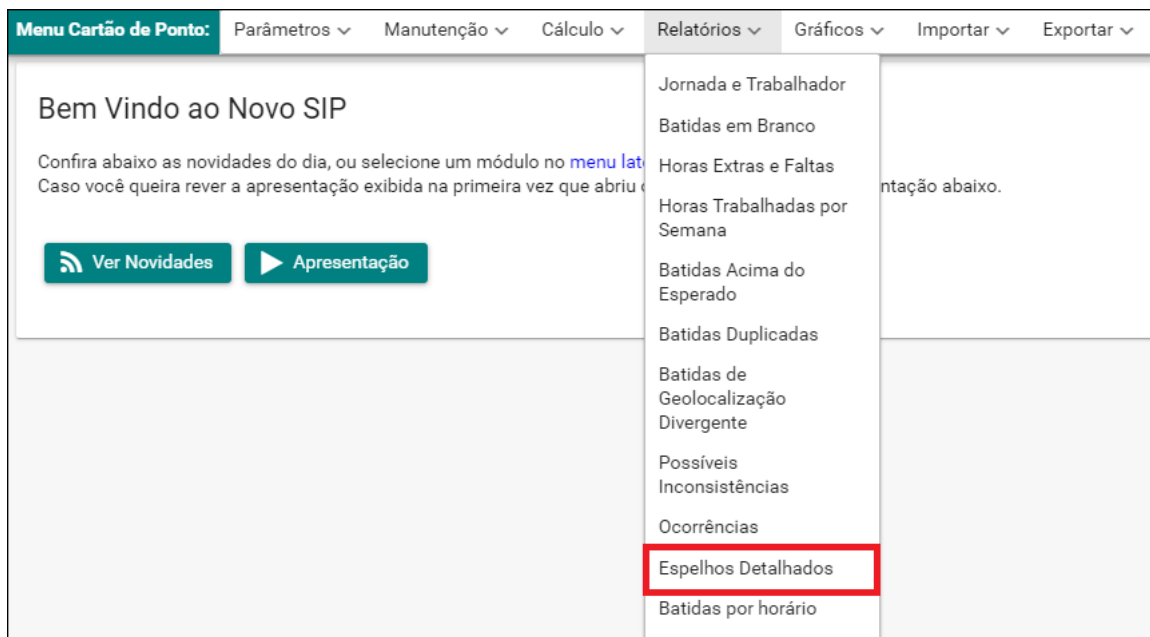 Menu Cartão de Ponto: Parâmetros Manutenção Cálculo Relatórios Gráficos Importar Exportar
Bem Vindo ao Novo SIP
Confira abaixo as novidades do dia, ou selecione um módulo no menu lat
Caso você queira rever a apresentação exibida na primeira vez que abriu ntação abaixo.
Ver Novidades Apresentação
Jornada e Trabalhador
Batidas em Branco
Horas Extras e Faltas
Horas Trabalhadas por
Semana
Batidas Acima do
Esperado
Batidas Duplicadas
Batidas de
Geolocalização
Divergente
Possíveis
Inconsistências
Ocorrências
Espelhos Detalhados
Batidas por horário